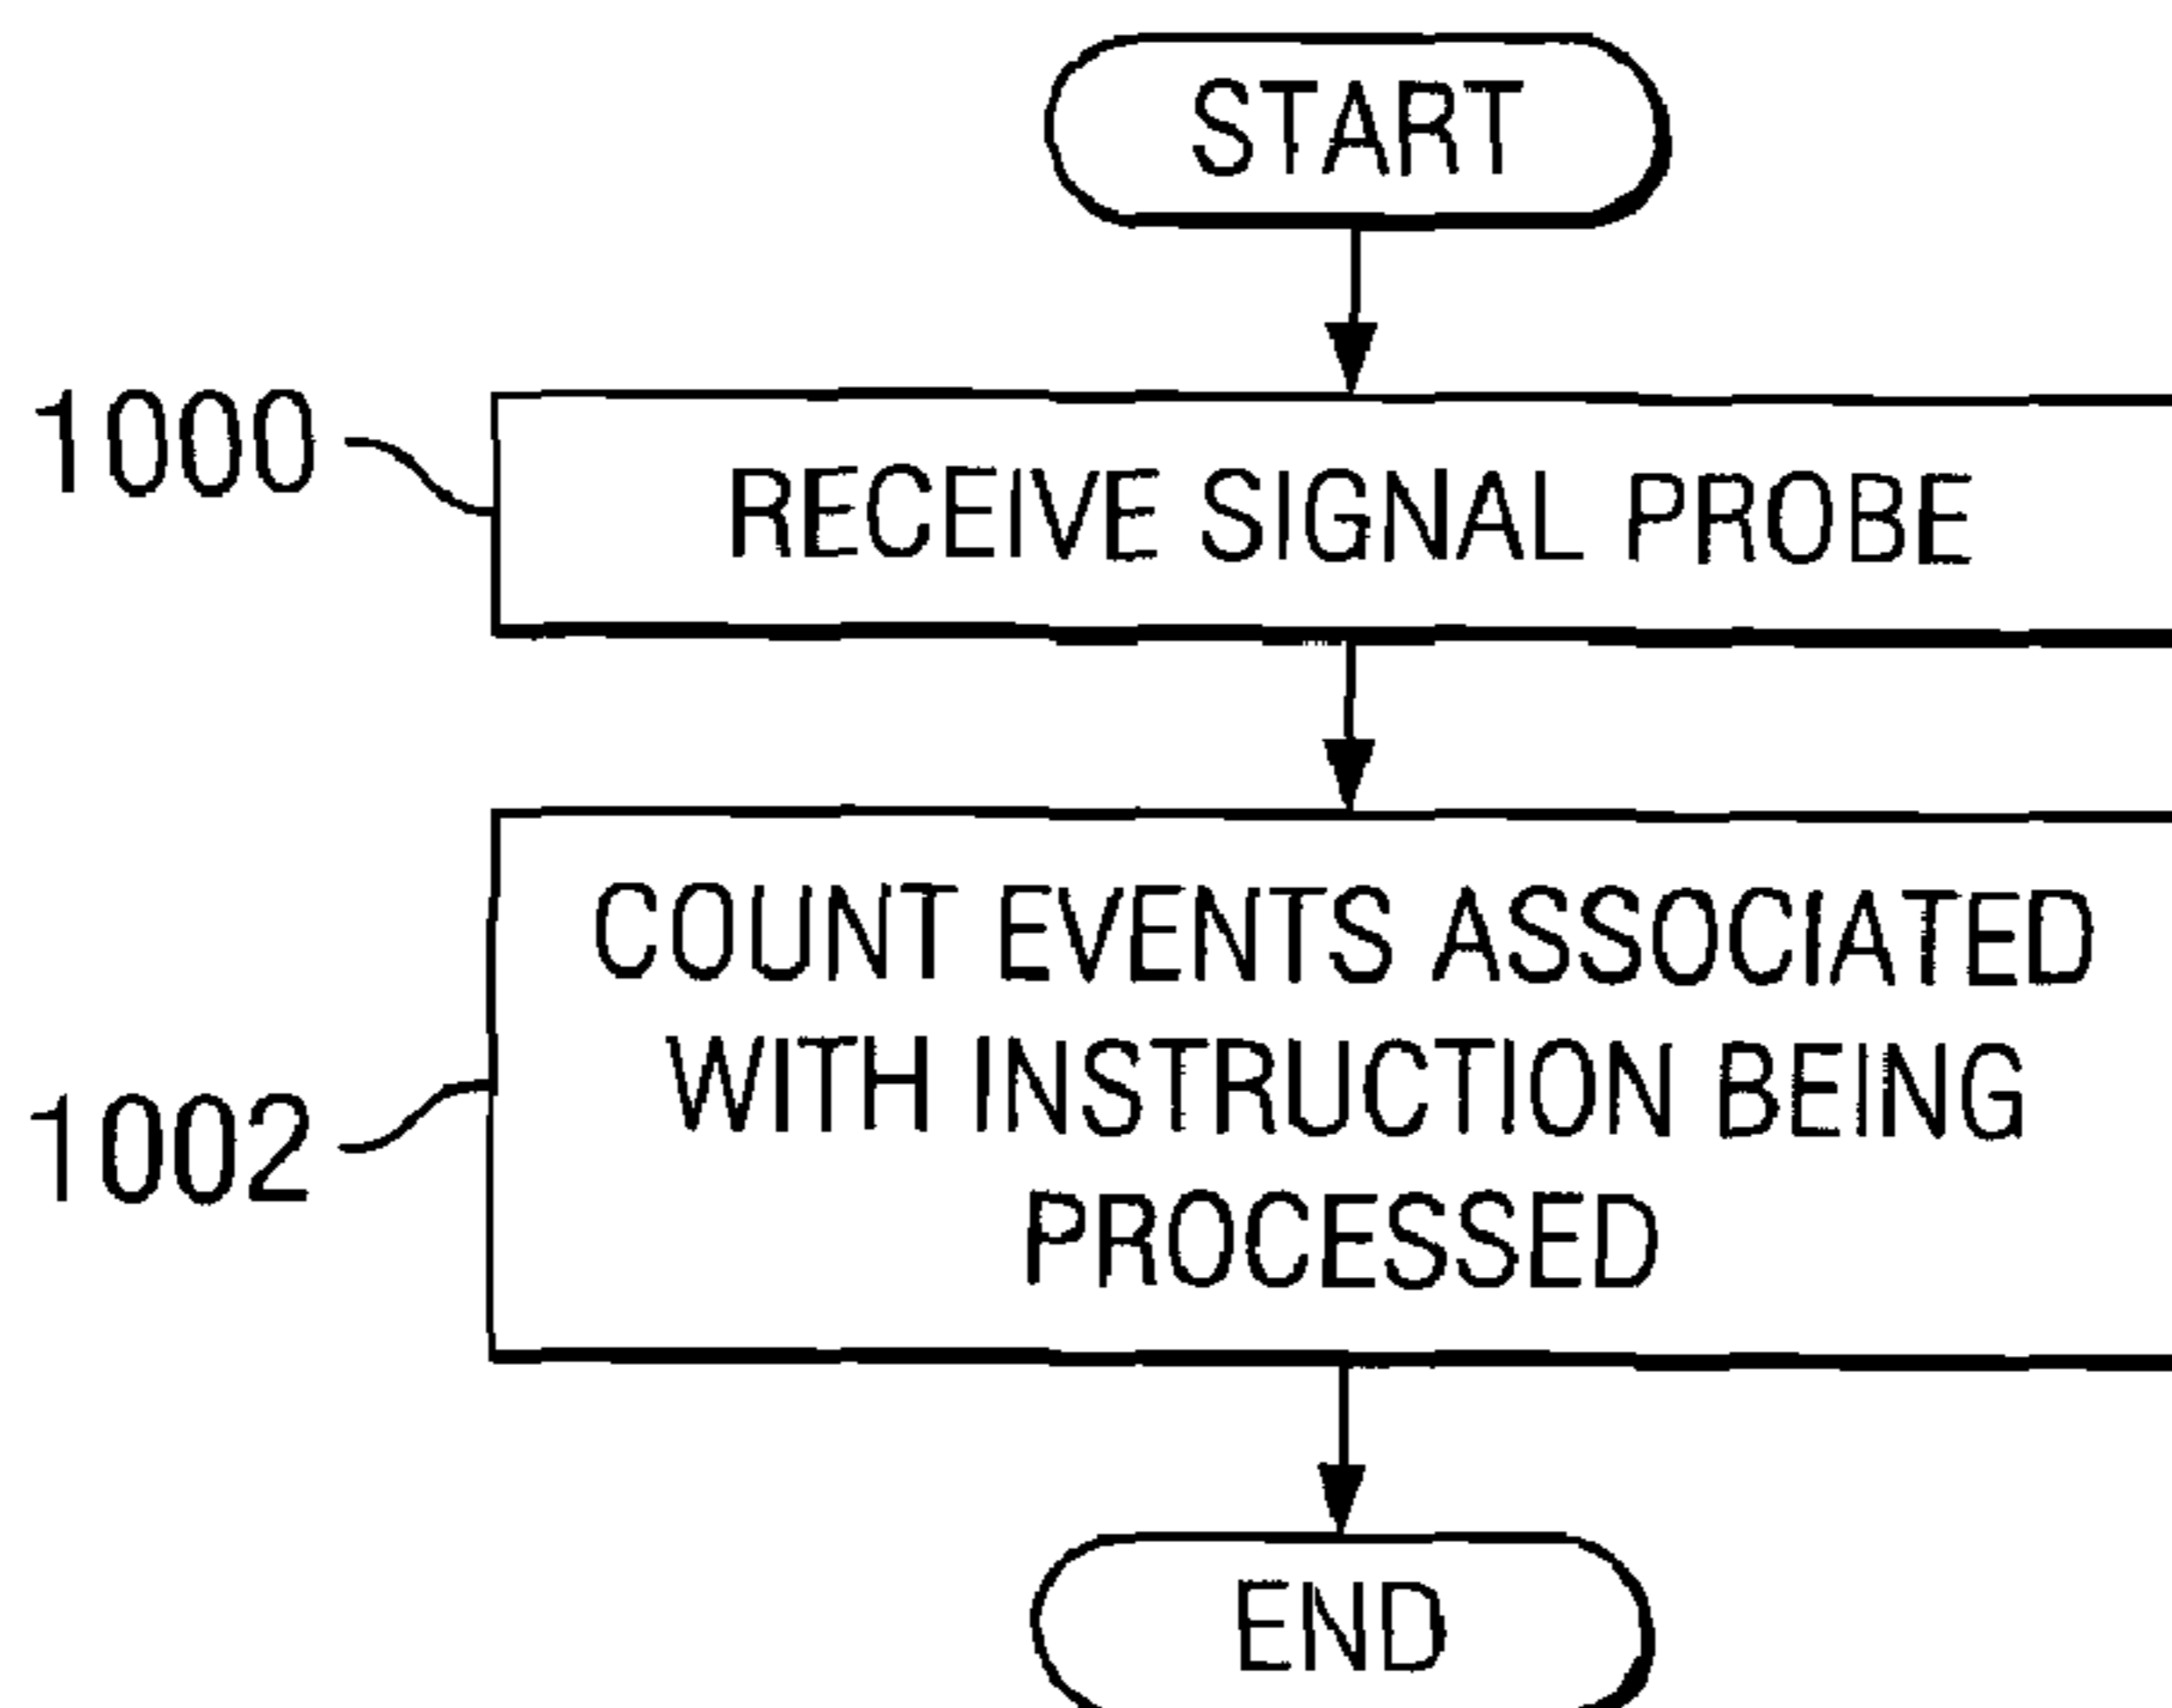 START
1000
RECEIVE SIGNAL PROBE
COUNT EVENTS ASSOCIATED
WITH INSTRUCTION BEING
1002
PROCESSED
END